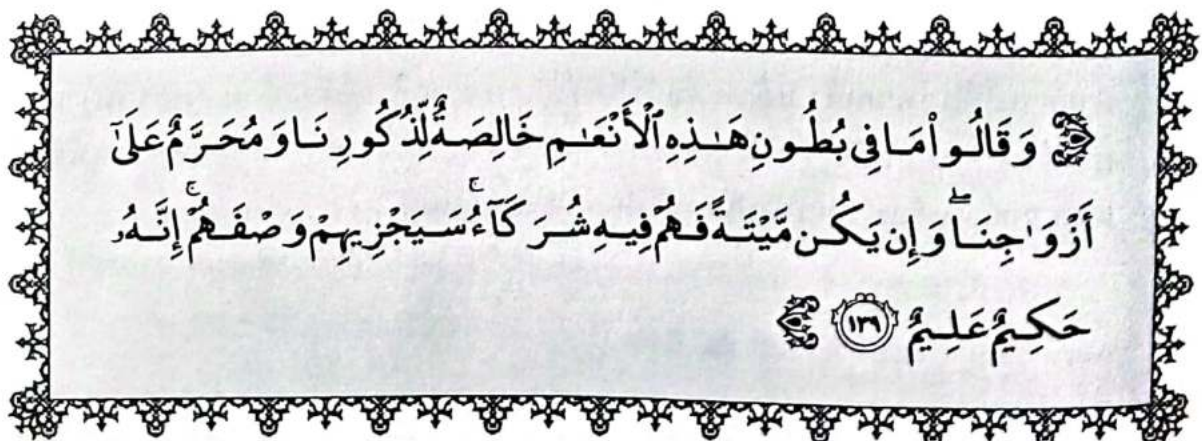 ﴿ وَقَالُوا۟ مَا فِى بُطُونِ هَـٰذِهِ ٱلْأَنْعَـٰمِ خَالِصَةٌ لِّذُكُورِنَا وَمُحَرَّمٌ عَلَىٰٓ
أَزْوَٰجِنَا ۖ وَإِن يَكُن مَّيْتَةً فَهُمْ فِيهِ شُرَكَآءُ ۚ سَيَجْزِيهِمْ وَصْفَهُمْ ۚ إِنَّهُۥ
حَكِيمٌ عَلِيمٌ ١٣٩ ﴾